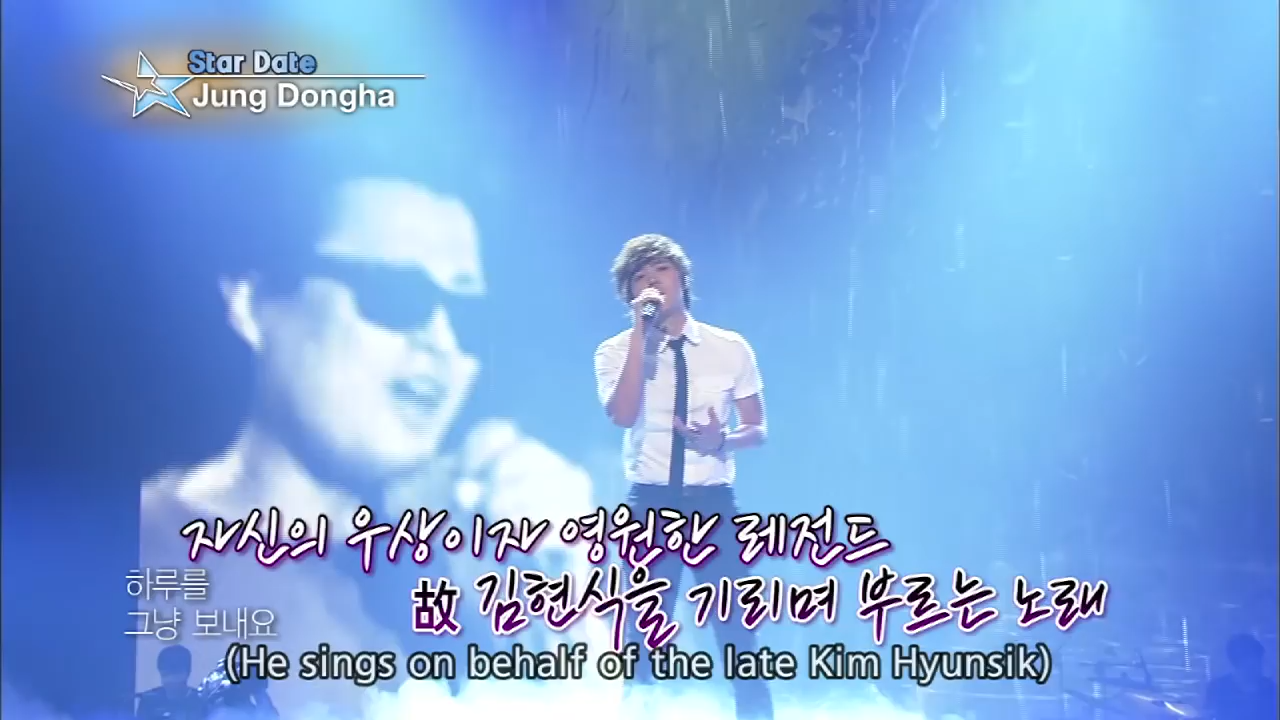 Star Date
Jung Dongha
자신의 우상이자 영원한 레전드
故 김현식을 기리며 부르는 노래
하루를
그냥 보내요
(He sings on behalf of the late Kim Hyunsik)